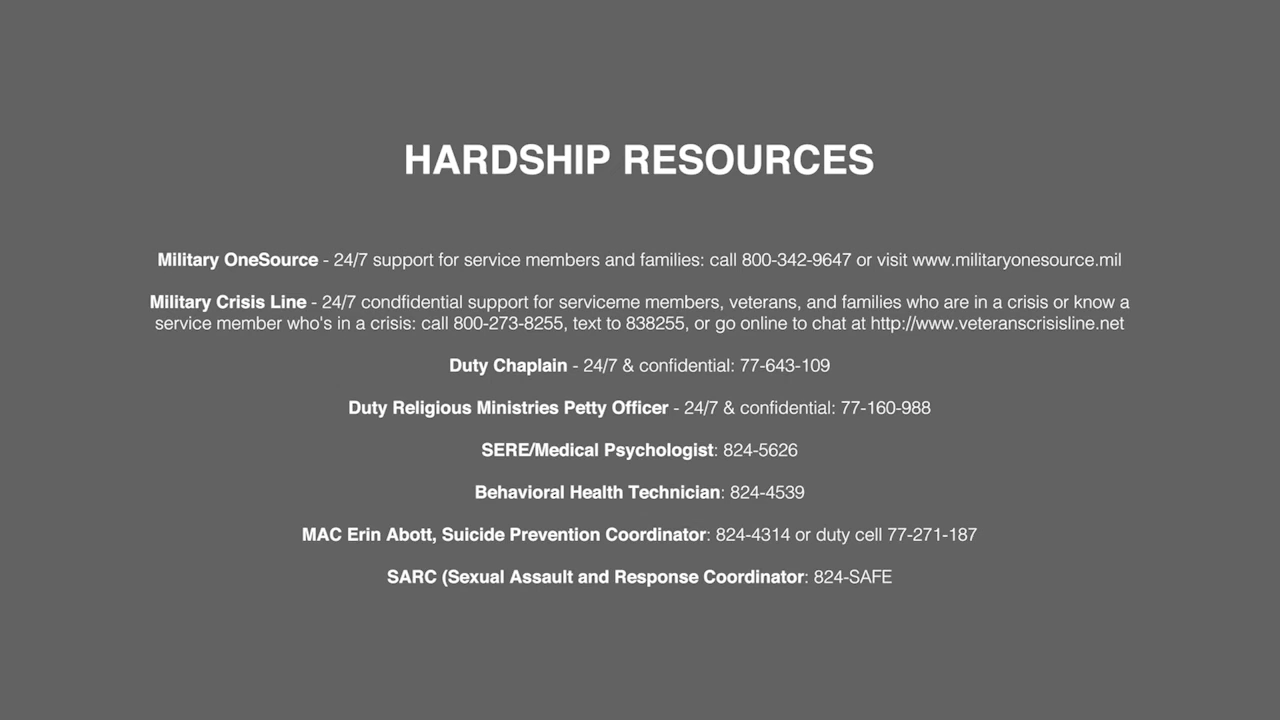 HARDSHIP RESOURCES
Military OneSource - 24/7 support for service members and families: call 800-342-9647 or visit www.militaryonesource.mil
Military Crisis Line - 24/7 condfidential support for serviceme members, veterans, and families who are in a crisis or know a
service member who's in a crisis: call 800-273-8255, text to 838255, or go online to chat at http://www.veteranscrisisline.net
Duty Chaplain - 24/7 & confidential: 77-643-109
Duty Religious Ministries Petty Officer - 24/7 & confidential: 77-160-988
SERE/Medical Psychologist: 824-5626
Behavioral Health Technician: 824-4539
MAC Erin Abott, Suicide Prevention Coordinator: 824-4314 or duty cell 77-271-187
SARC (Sexual Assault and Response Coordinator: 824-SAFE